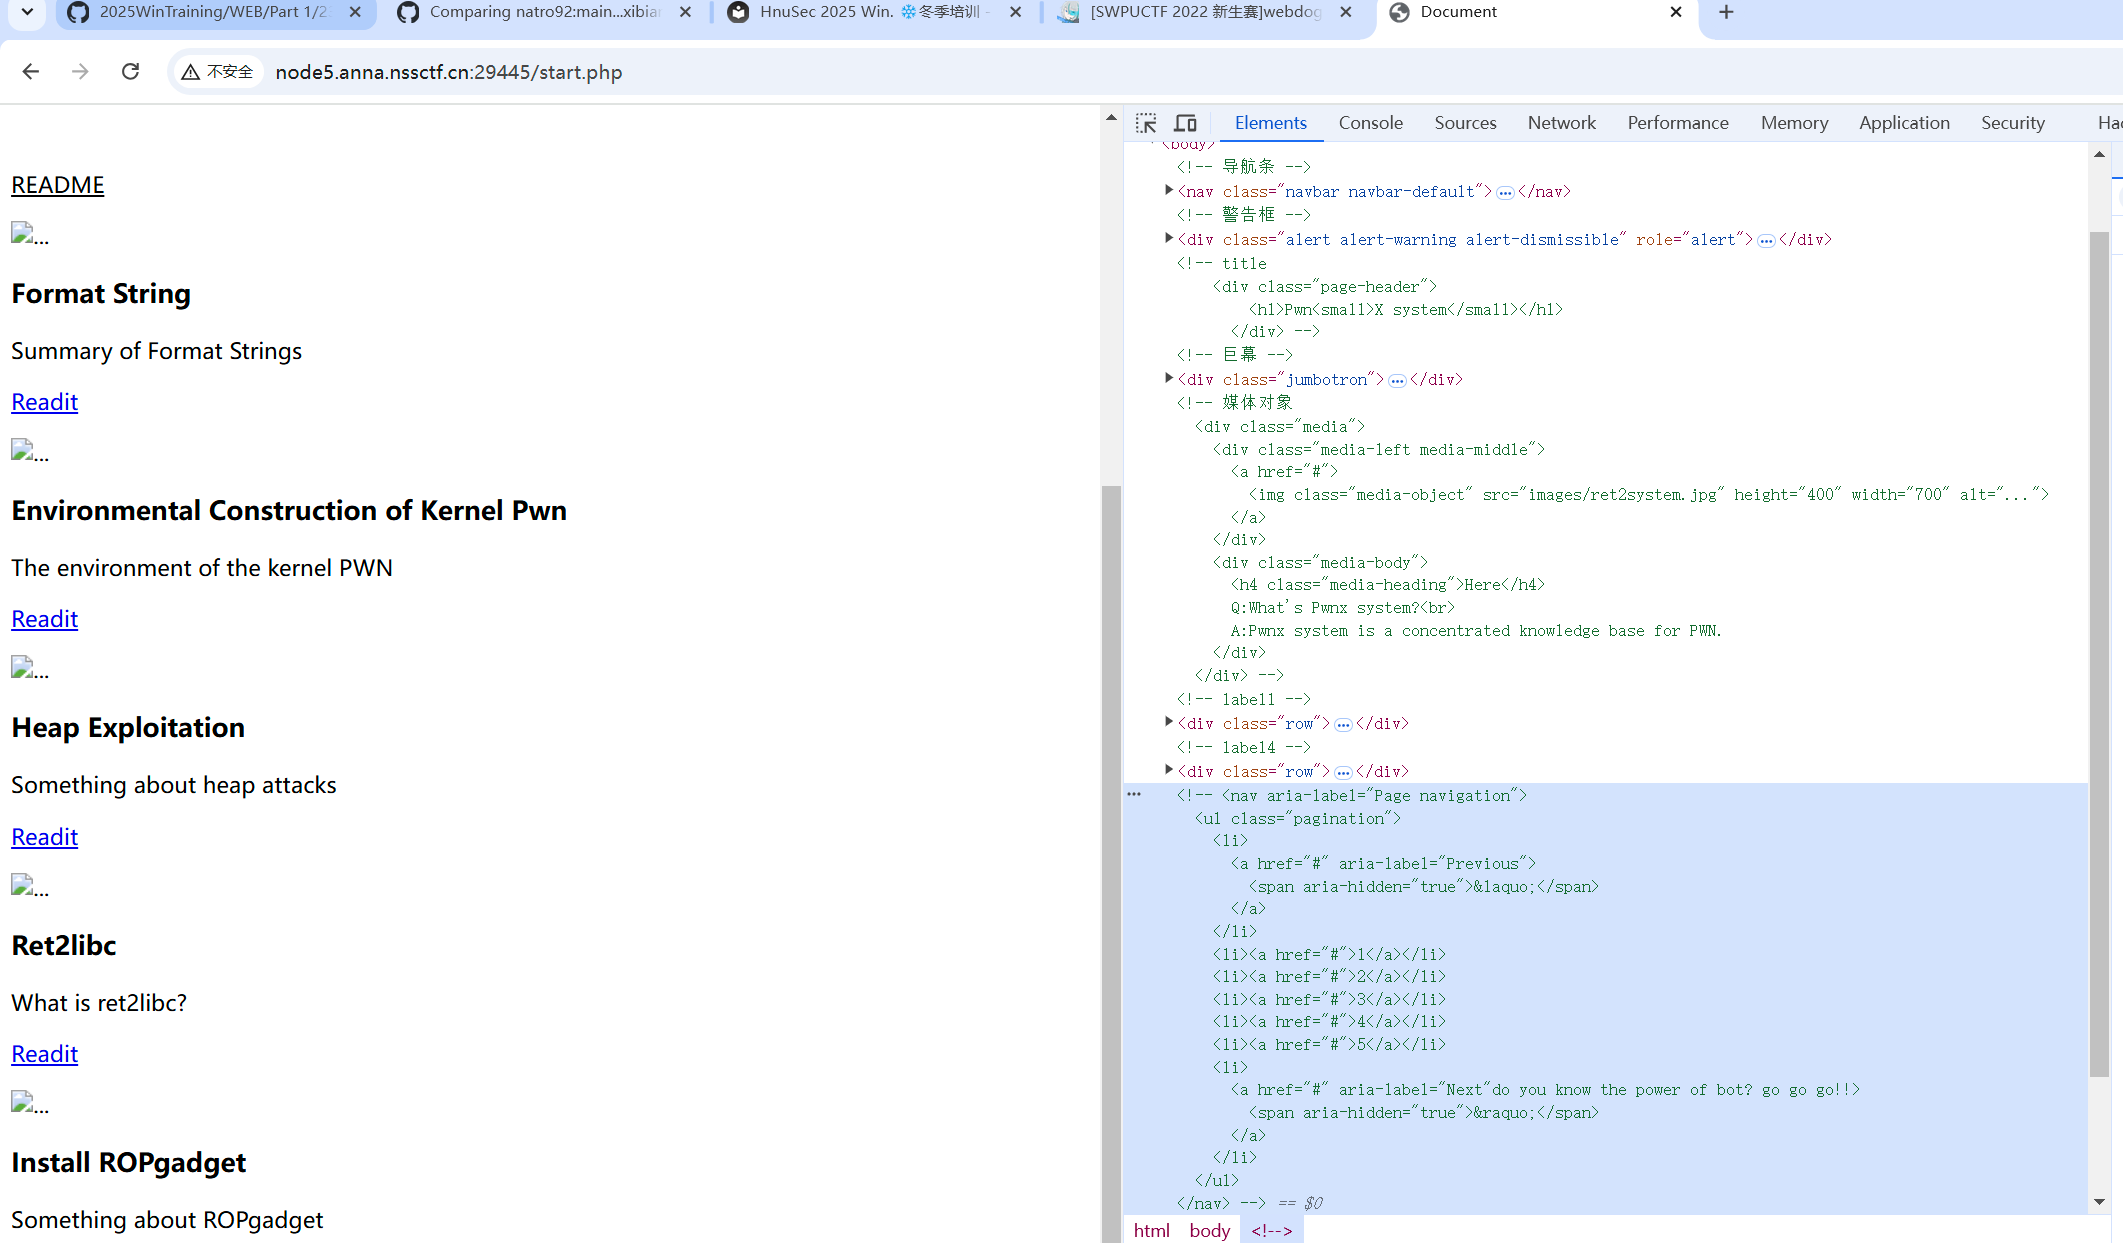 2025WinTraining/WEB/Part 1/2
Comparing natro92:main...xibia
HnuSec 2025 Win. ❄冬季培训 -
[SWPUCTF 2022 新生赛]webdog
Document
不安全
node5.anna.nssctf.cn:29445/start.php
README
...
Format String
Summary of Format Strings
Readit
...
Environmental Construction of Kernel Pwn
The environment of the kernel PWN
Readit
...
Heap Exploitation
Something about heap attacks
Readit
...
Ret2libc
What is ret2libc?
Readit
...
Install ROPgadget
Something about ROPgadget
Elements Console Sources Network Performance Memory Application Security Hac
<body>
<!-- 导航条 -->
<nav class="navbar navbar-default">…</nav>
<!-- 警告框 -->
<div class="alert alert-warning alert-dismissible" role="alert">…</div>
<!-- title
<div class="page-header">
<h1>Pwn<small>X system</small></h1>
</div> -->
<!-- 巨幕 -->
<div class="jumbotron">…</div>
<!-- 媒体对象
<div class="media">
<div class="media-left media-middle">
<a href="#">
<img class="media-object" src="images/ret2system.jpg" height="400" width="700" alt="...">
</a>
</div>
<div class="media-body">
<h4 class="media-heading">Here</h4>
Q:What's Pwnx system?<br>
A:Pwnx system is a concentrated knowledge base for PWN.
</div>
</div> -->
<!-- label1 -->
<div class="row">…</div>
<!-- label4 -->
<div class="row">…</div>
<!-- <nav aria-label="Page navigation">
<ul class="pagination">
<li>
<a href="#" aria-label="Previous">
<span aria-hidden="true">&laquo;</span>
</a>
</li>
<li><a href="#">1</a></li>
<li><a href="#">2</a></li>
<li><a href="#">3</a></li>
<li><a href="#">4</a></li>
<li><a href="#">5</a></li>
<li>
<a href="#" aria-label="Next"do you know the power of bot? go go go!!>
<span aria-hidden="true">&raquo;</span>
</a>
</li>
</ul>
</nav> --> == $0
html body <!-->